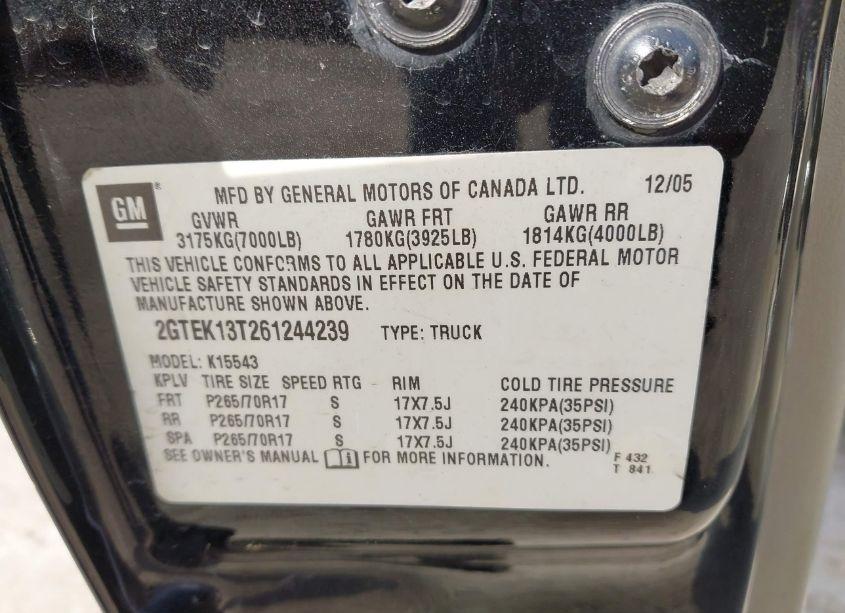 GM
MFD BY GENERAL MOTORS OF CANADA LTD. 12/05
GVWR GAWR FRT GAWR RR
3175KG(7000LB) 1780KG(3925LB) 1814KG(4000LB)
THIS VEHICLE CONFORMS TO ALL APPLICABLE U.S. FEDERAL MOTOR
VEHICLE SAFETY STANDARDS IN EFFECT ON THE DATE OF
MANUFACTURE SHOWN ABOVE.
2GTEK13T261244239 TYPE: TRUCK
MODEL: K15543
KPLV TIRE SIZE SPEED RTG RIM COLD TIRE PRESSURE
FRT P265/70R17 S 17X7.5J 240KPA(35PSI)
RR P265/70R17 S 17X7.5J 240KPA(35PSI)
SPA P265/70R17 S 17X7.5J 240KPA(35PSI)
SEE OWNER'S MANUAL FOR MORE INFORMATION. F 432
T 841